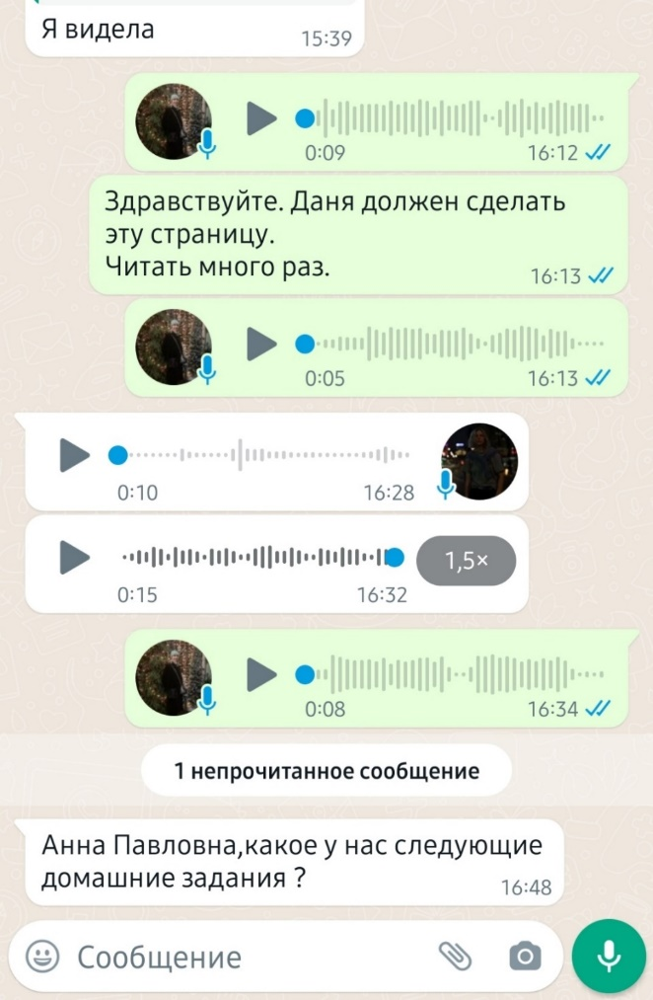 Я видела
15:39
0:09
16:12
Здравствуйте. Даня должен сделать
эту страницу.
Читать много раз.
16:13
0:05
16:13
0:10
16:28
1,5×
0:15
16:32
0:08
16:34
1 непрочитанное сообщение
Анна Павловна,какое у нас следующие
домашние задания ?
16:48
Сообщение